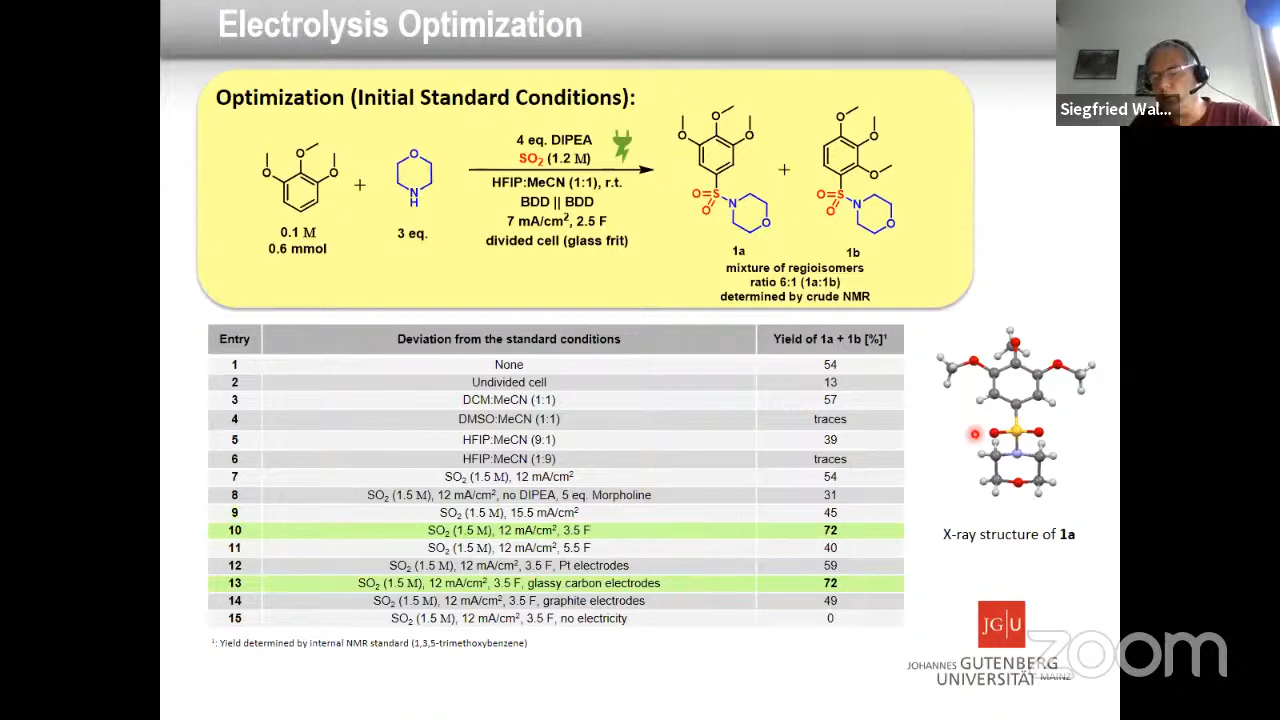 Electrolysis Optimization
Siegfried Wal...
Optimization (Initial Standard Conditions):
4 eq. DIPEA
SO2 (1.2 M)
HFIP:MeCN (1:1), r.t.
BDD || BDD
7 mA/cm², 2.5 F
divided cell (glass frit)
O O O
+
O
N
H
0.1 M
0.6 mmol
3 eq.
O O O
O=S
O
N
O
+
O
O
O
O=S
O
N
O
1a
1b
mixture of regioisomers
ratio 6:1 (1a:1b)
determined by crude NMR
Entry Deviation from the standard conditions Yield of 1a + 1b [%]¹
1 None 54
2 Undivided cell 13
3 DCM:MeCN (1:1) 57
4 DMSO:MeCN (1:1) traces
5 HFIP:MeCN (9:1) 39
6 HFIP:MeCN (1:9) traces
7 SO2 (1.5 M), 12 mA/cm² 54
8 SO2 (1.5 M), 12 mA/cm², no DIPEA, 5 eq. Morpholine 31
9 SO2 (1.5 M), 15.5 mA/cm² 45
10 SO2 (1.5 M), 12 mA/cm², 3.5 F 72
11 SO2 (1.5 M), 12 mA/cm², 5.5 F 40
12 SO2 (1.5 M), 12 mA/cm², 3.5 F, Pt electrodes 59
13 SO2 (1.5 M), 12 mA/cm², 3.5 F, glassy carbon electrodes 72
14 SO2 (1.5 M), 12 mA/cm², 3.5 F, graphite electrodes 49
15 SO2 (1.5 M), 12 mA/cm², 3.5 F, no electricity 0
¹: Yield determined by internal NMR standard (1,3,5-trimethoxybenzene)
X-ray structure of 1a
JG|U
JOHANNES GUTENBERG
UNIVERSITÄT MAINZ
zoom